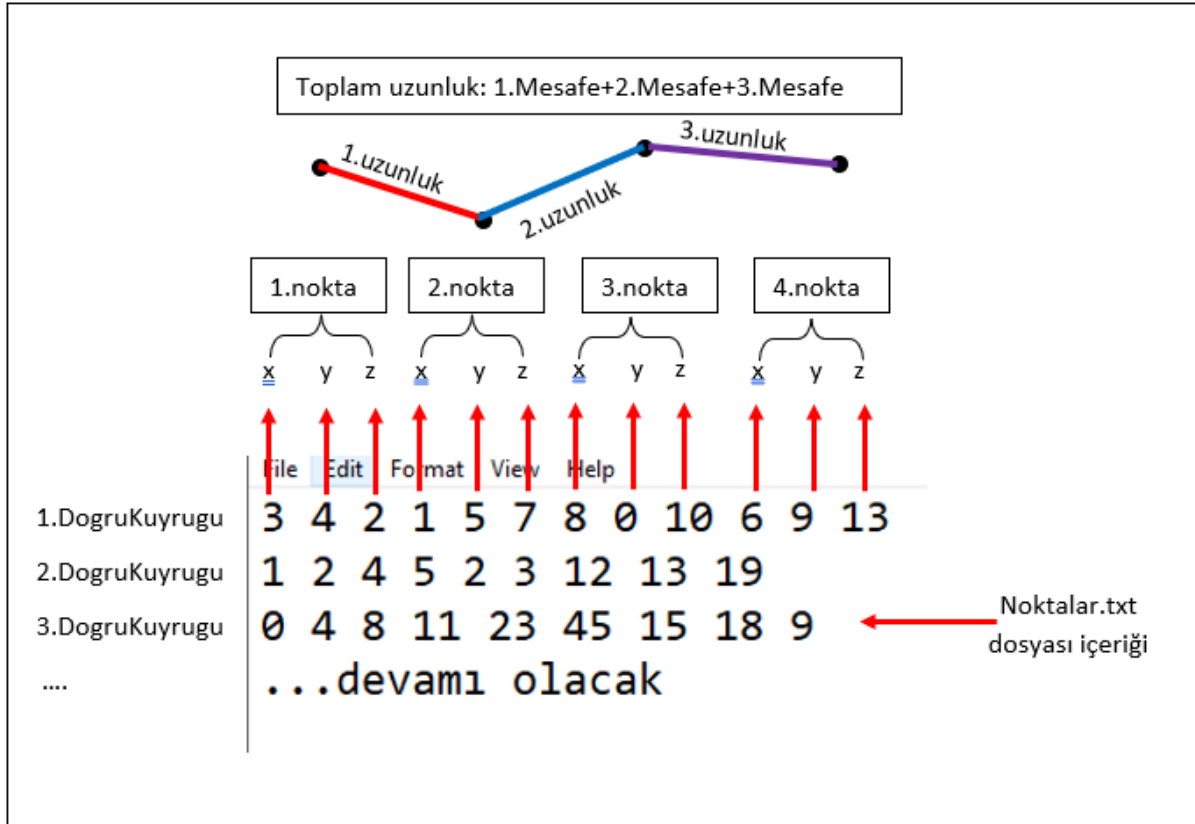 Toplam uzunluk: 1.Mesafe+2.Mesafe+3.Mesafe
1.uzunluk
2.uzunluk
3.uzunluk
1.nokta 2.nokta 3.nokta 4.nokta
x y z x y z x y z x y z
File Edit Format View Help
1.DogruKuyrugu 3 4 2 1 5 7 8 0 10 6 9 13
2.DogruKuyrugu 1 2 4 5 2 3 12 13 19
3.DogruKuyrugu 0 4 8 11 23 45 15 18 9
Noktalar.txt
dosyası içeriği
.... ...devamı olacak